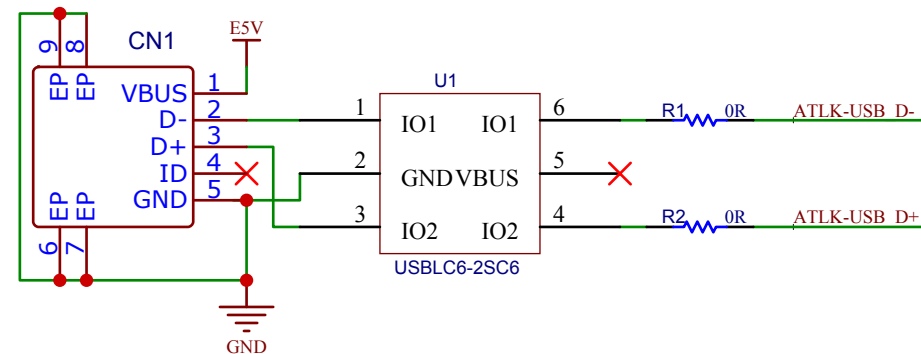 E5V
CN1
9
8
EP
EP
VBUS
1
D-
2
D+
3
ID
4
GND
5
EP
EP
6
7
GND
U1
1
IO1
IO1
6
2
GND
VBUS
5
3
IO2
IO2
4
USBLC6-2SC6
R1
0R
ATLK-USB_D-
R2
0R
ATLK-USB_D+